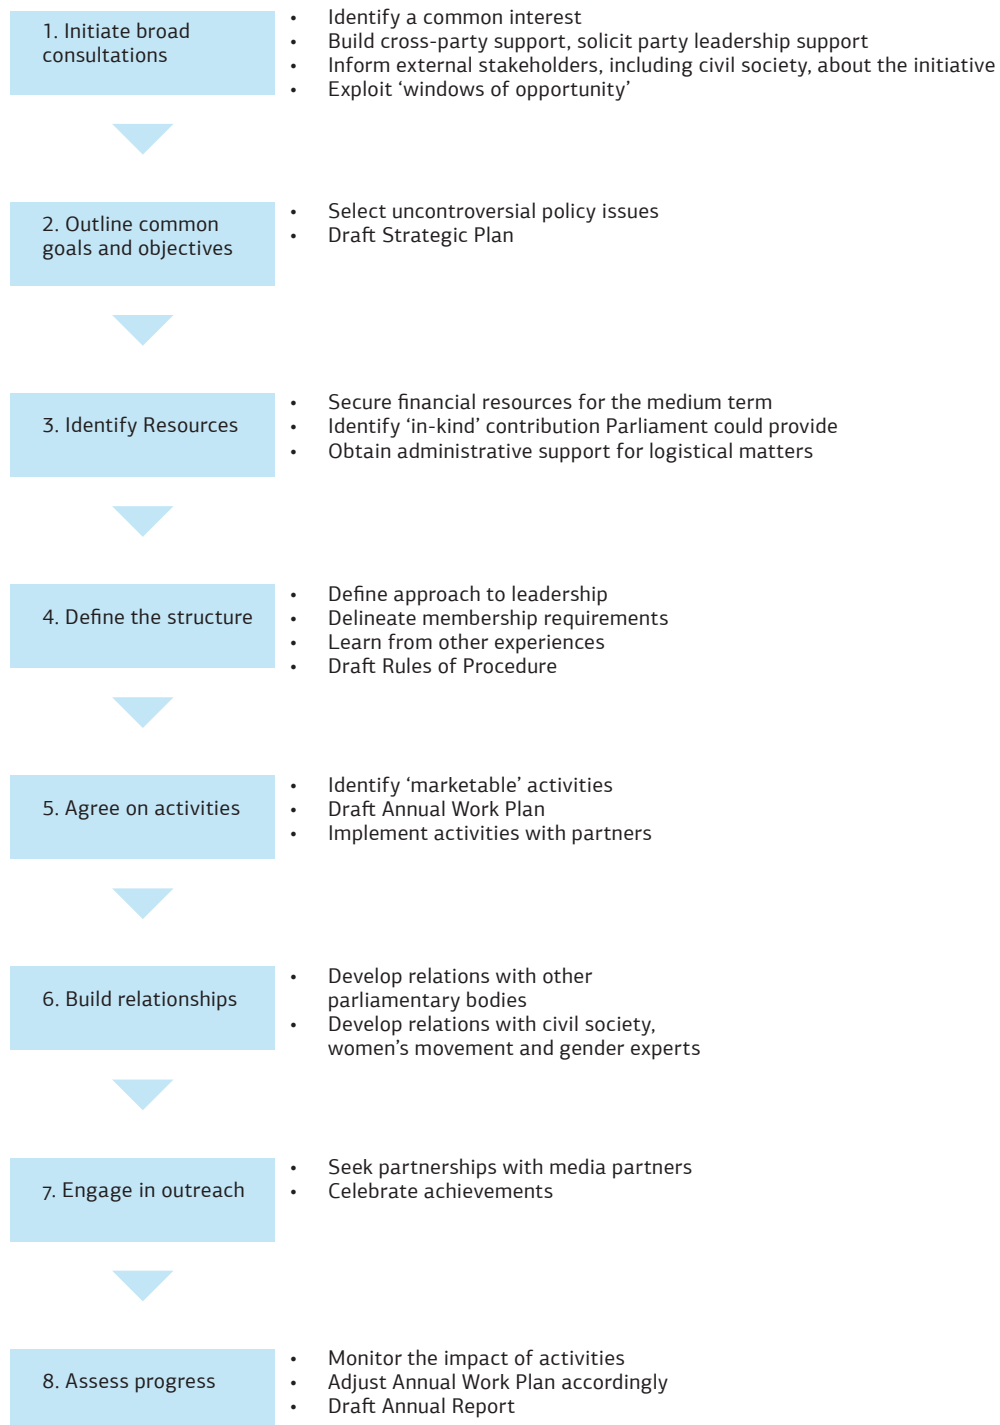 1. Initiate broad
consultations
• Identify a common interest
• Build cross-party support, solicit party leadership support
• Inform external stakeholders, including civil society, about the initiative
• Exploit ‘windows of opportunity’
2. Outline common
goals and objectives
• Select uncontroversial policy issues
• Draft Strategic Plan
3. Identify Resources
• Secure financial resources for the medium term
• Identify ‘in-kind’ contribution Parliament could provide
• Obtain administrative support for logistical matters
4. Define the structure
• Define approach to leadership
• Delineate membership requirements
• Learn from other experiences
• Draft Rules of Procedure
5. Agree on activities
• Identify ‘marketable’ activities
• Draft Annual Work Plan
• Implement activities with partners
6. Build relationships
• Develop relations with other
parliamentary bodies
• Develop relations with civil society,
women’s movement and gender experts
7. Engage in outreach
• Seek partnerships with media partners
• Celebrate achievements
8. Assess progress
• Monitor the impact of activities
• Adjust Annual Work Plan accordingly
• Draft Annual Report